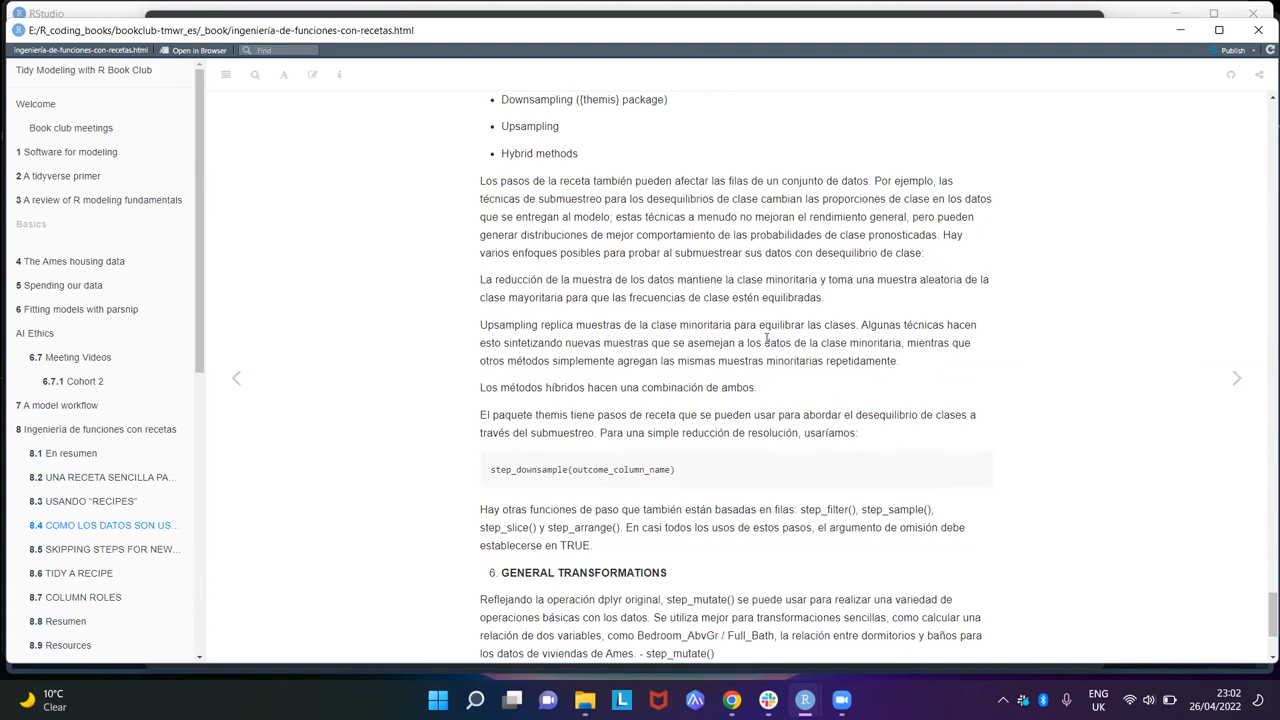 RStudio
E:/R_coding_books/bookclub-tmwr_es/_book/ingeniería-de-funciones-con-recetas.html
ingeniería-de-funciones-con-recetas.html
Open in Browser
Find
Publish
Tidy Modeling with R Book Club
Welcome
Book club meetings
1 Software for modeling
2 A tidyverse primer
3 A review of R modeling fundamentals
Basics
4 The Ames housing data
5 Spending our data
6 Fitting models with parsnip
AI Ethics
6.7 Meeting Videos
6.7.1 Cohort 2
7 A model workflow
8 Ingeniería de funciones con recetas
8.1 En resumen
8.2 UNA RECETA SENCILLA PA...
8.3 USANDO “RECIPES”
8.4 COMO LOS DATOS SON US...
8.5 SKIPPING STEPS FOR NEW...
8.6 TIDY A RECIPE
8.7 COLUMN ROLES
8.8 Resumen
8.9 Resources
• Downsampling ({themis} package)
• Upsampling
• Hybrid methods
Los pasos de la receta también pueden afectar las filas de un conjunto de datos. Por ejemplo, las
técnicas de submuestreo para los desequilibrios de clase cambian las proporciones de clase en los datos
que se entregan al modelo; estas técnicas a menudo no mejoran el rendimiento general, pero pueden
generar distribuciones de mejor comportamiento de las probabilidades de clase pronosticadas. Hay
varios enfoques posibles para probar al submuestrear sus datos con desequilibrio de clase:
La reducción de la muestra de los datos mantiene la clase minoritaria y toma una muestra aleatoria de la
clase mayoritaria para que las frecuencias de clase estén equilibradas.
Upsampling replica muestras de la clase minoritaria para equilibrar las clases. Algunas técnicas hacen
esto sintetizando nuevas muestras que se asemejan a los datos de la clase minoritaria, mientras que
otros métodos simplemente agregan las mismas muestras minoritarias repetidamente.
Los métodos híbridos hacen una combinación de ambos.
El paquete themis tiene pasos de receta que se pueden usar para abordar el desequilibrio de clases a
través del submuestreo. Para una simple reducción de resolución, usaríamos:
step_downsample(outcome_column_name)
Hay otras funciones de paso que también están basadas en filas: step_filter(), step_sample(),
step_slice() y step_arrange(). En casi todos los usos de estos pasos, el argumento de omisión debe
establecerse en TRUE.
6. GENERAL TRANSFORMATIONS
Reflejando la operación dplyr original, step_mutate() se puede usar para realizar una variedad de
operaciones básicas con los datos. Se utiliza mejor para transformaciones sencillas, como calcular una
relación de dos variables, como Bedroom_AbvGr / Full_Bath, la relación entre dormitorios y baños para
los datos de viviendas de Ames. - step_mutate()
10°C
Clear
ENG
UK
23:02
26/04/2022